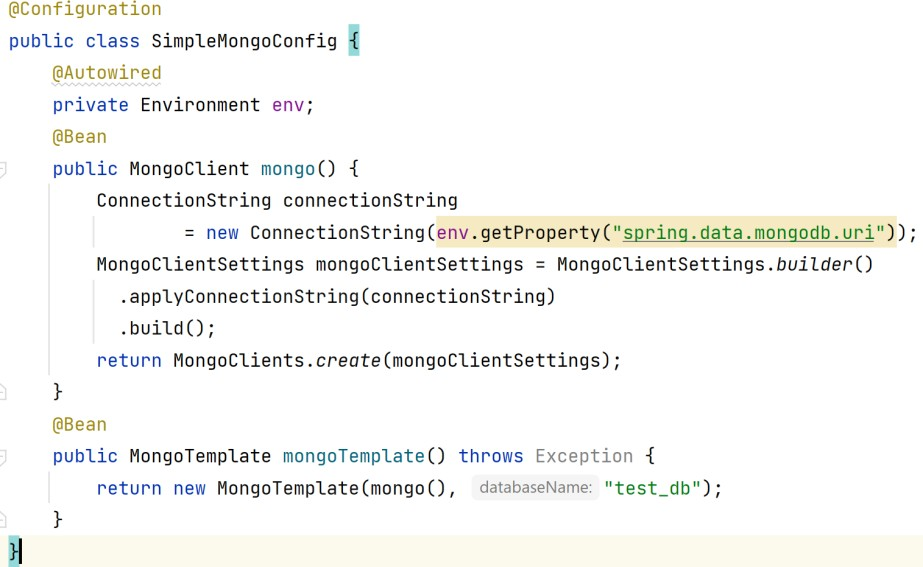 @Configuration
public class SimpleMongoConfig {
    @Autowired
    private Environment env;
    @Bean
    public MongoClient mongo() {
        ConnectionString connectionString
                = new ConnectionString(env.getProperty("spring.data.mongodb.uri"));
        MongoClientSettings mongoClientSettings = MongoClientSettings.builder()
          .applyConnectionString(connectionString)
          .build();
        return MongoClients.create(mongoClientSettings);
    }
    @Bean
    public MongoTemplate mongoTemplate() throws Exception {
        return new MongoTemplate(mongo(), databaseName: "test_db");
    }
}